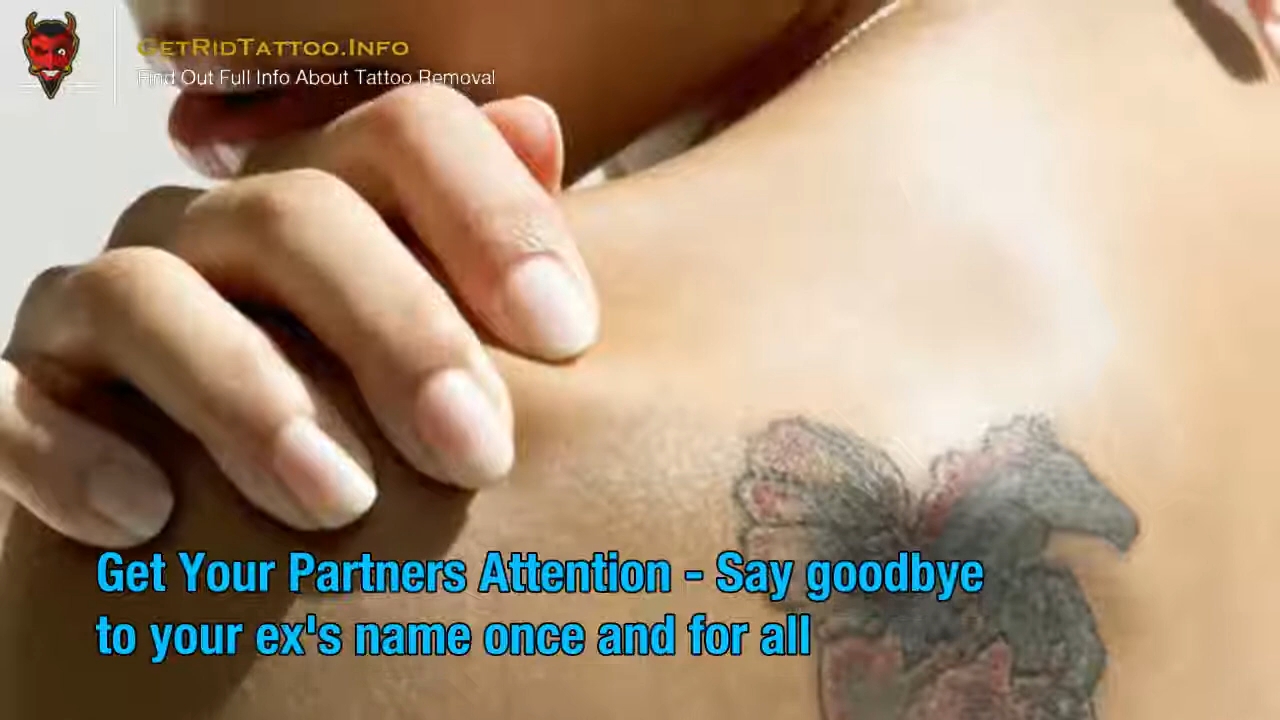 GetRidTattoo.Info
Find Out Full Info About Tattoo Removal
Get Your Partners Attention - Say goodbye
to your ex's name once and for all